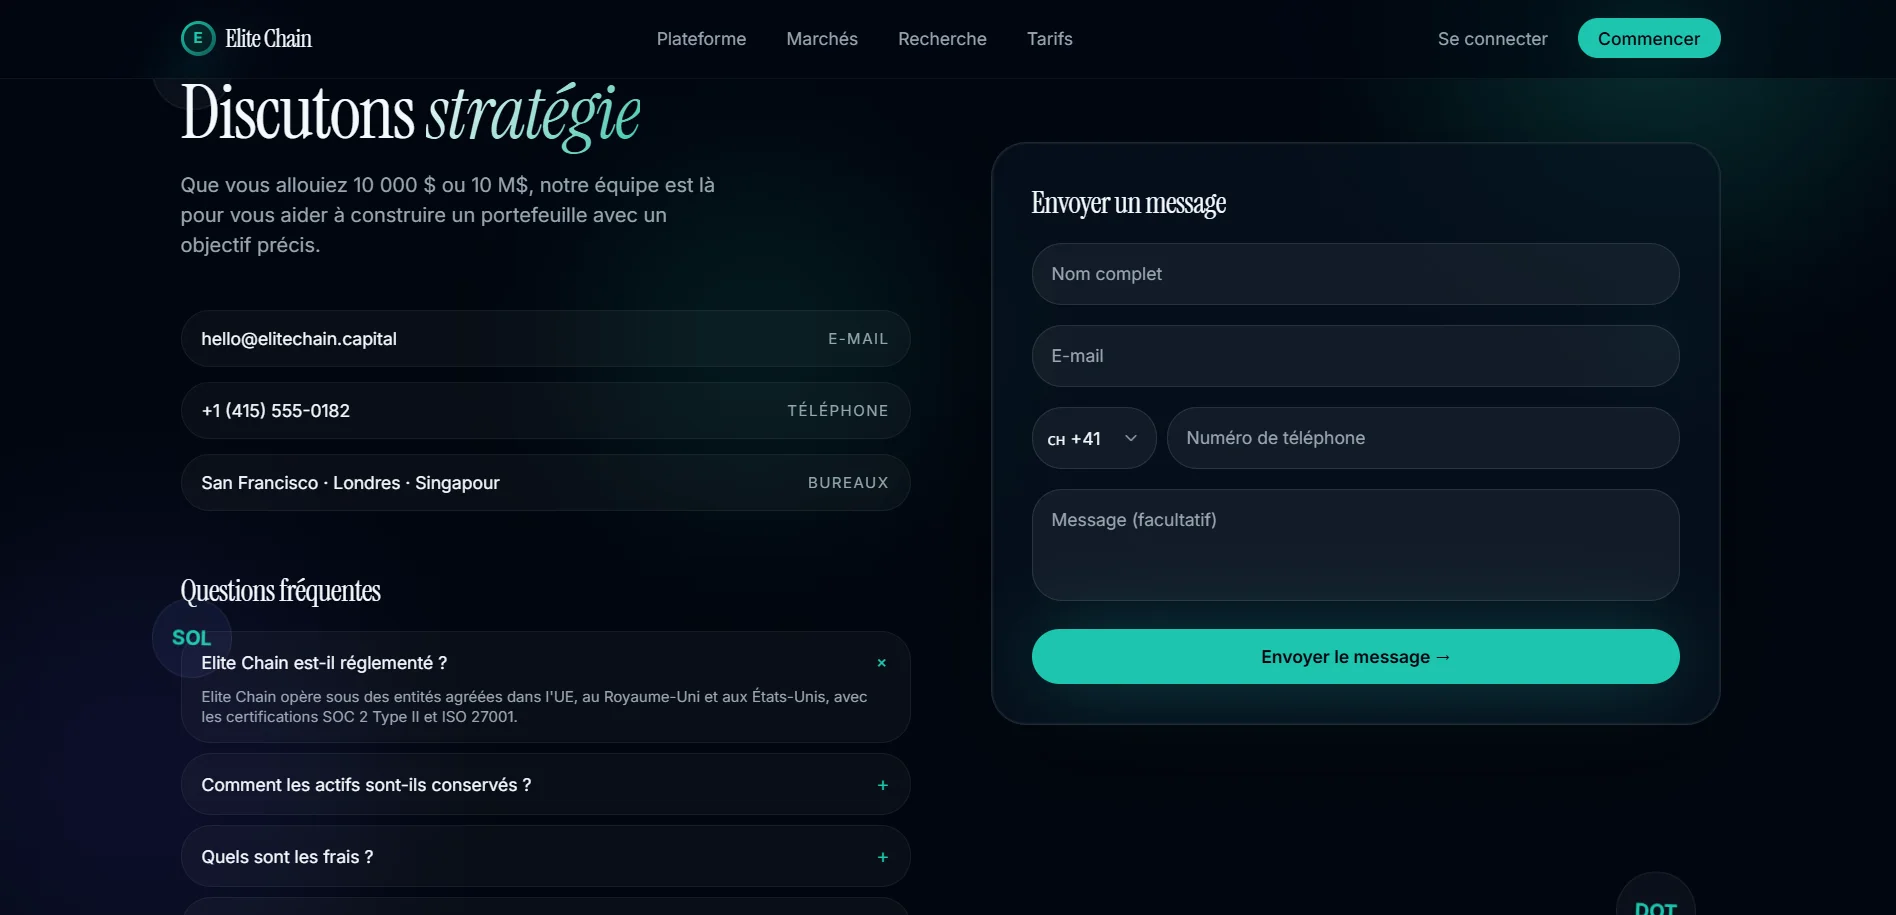 E Elite Chain
Plateforme Marchés Recherche Tarifs
Se connecter Commencer
Discutons stratégie
Que vous allouiez 10 000 $ ou 10 M$, notre équipe est là
pour vous aider à construire un portefeuille avec un
objectif précis.
hello@elitechain.capital E-MAIL
+1 (415) 555-0182 TÉLÉPHONE
San Francisco · Londres · Singapour BUREAUX
Questions fréquentes
SOL
Elite Chain est-il réglementé ? ×
Elite Chain opère sous des entités agréées dans l'UE, au Royaume-Uni et aux États-Unis, avec
les certifications SOC 2 Type II et ISO 27001.
Comment les actifs sont-ils conservés ? +
Quels sont les frais ? +
Envoyer un message
Nom complet
E-mail
CH +41 Numéro de téléphone
Message (facultatif)
Envoyer le message →
DOT